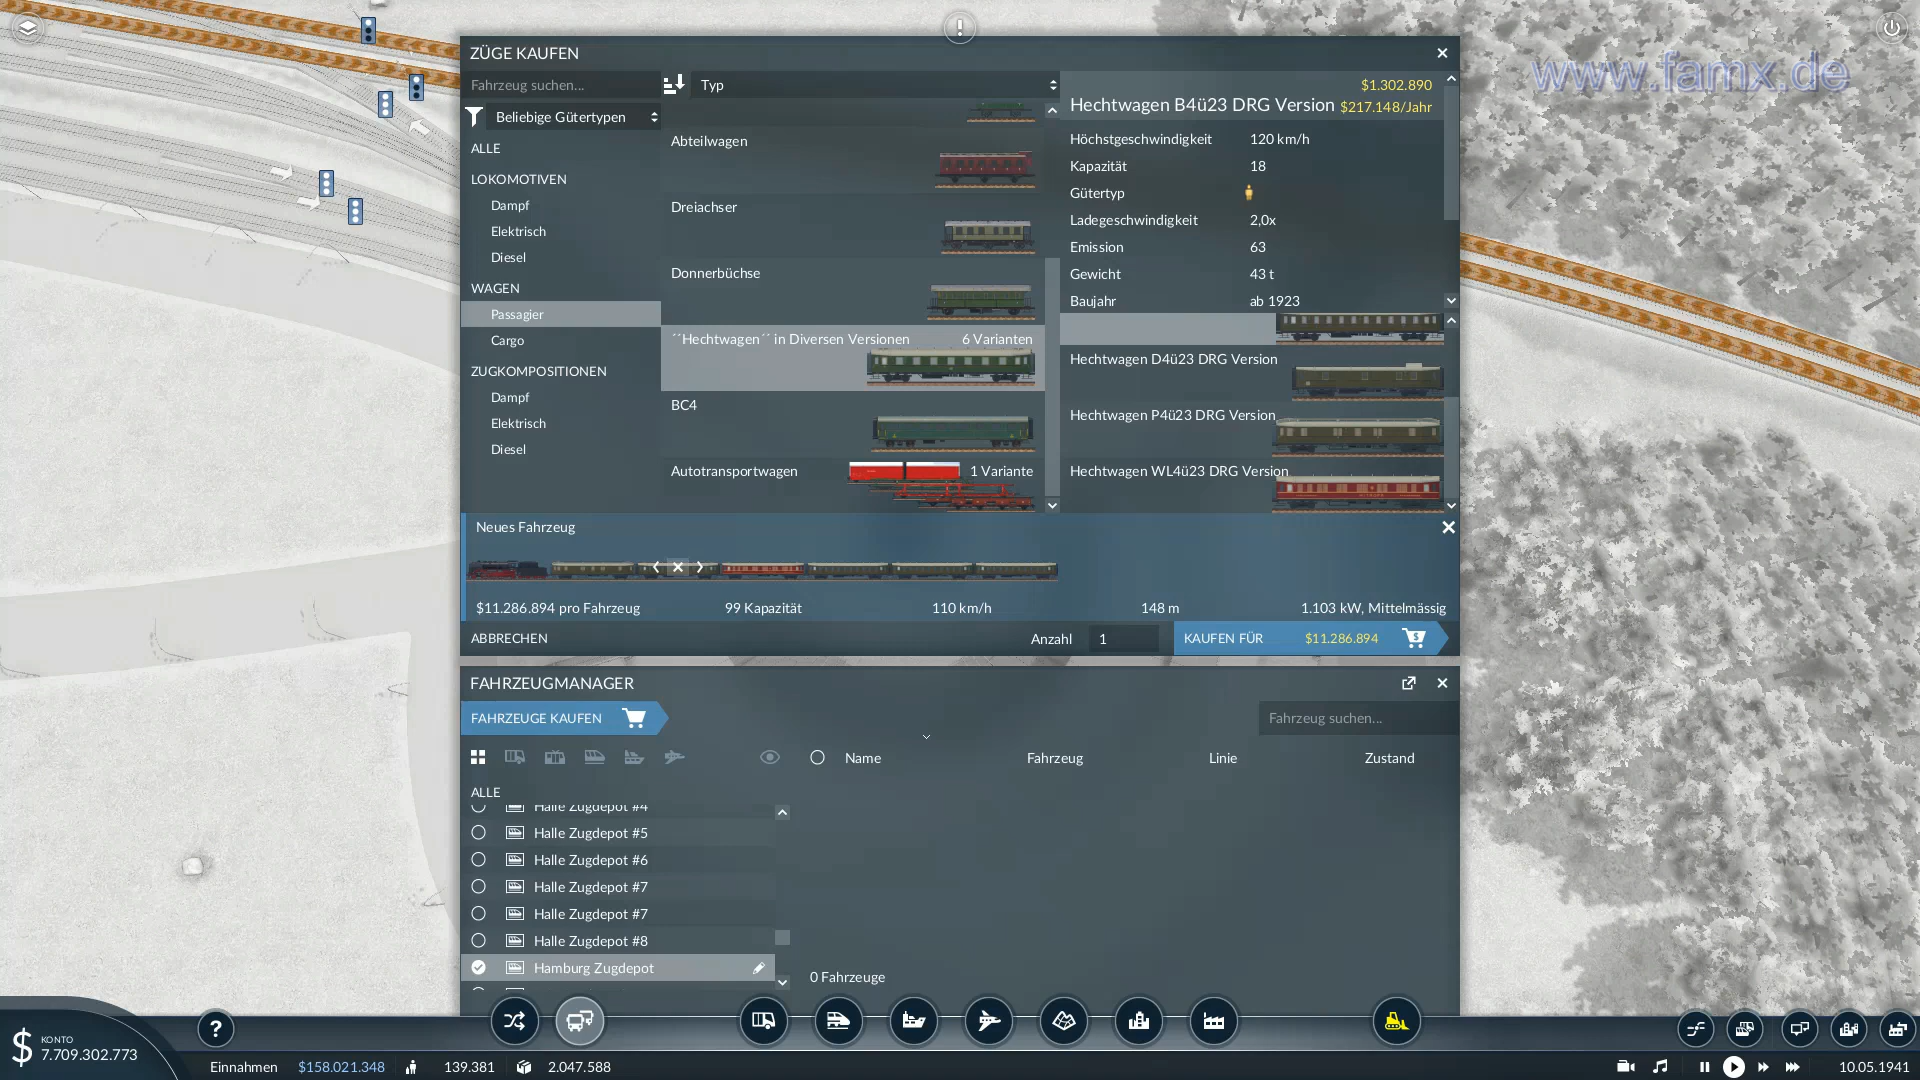 ZÜGE KAUFEN
www.famx.de
Fahrzeug suchen...
Typ
Beliebige Gütertypen
ALLE
LOKOMOTIVEN
Dampf
Elektrisch
Diesel
WAGEN
Passagier
Cargo
ZUGKOMPOSITIONEN
Dampf
Elektrisch
Diesel
Abteilwagen
Dreiachser
Donnerbüchse
´´Hechtwagen´´ in Diversen Versionen 6 Varianten
BC4
Autotransportwagen 1 Variante
$1.302.890
Hechtwagen B4ü23 DRG Version $217.148/Jahr
Höchstgeschwindigkeit 120 km/h
Kapazität 18
Gütertyp
Ladegeschwindigkeit 2,0x
Emission 63
Gewicht 43 t
Baujahr ab 1923
Hechtwagen D4ü23 DRG Version
Hechtwagen P4ü23 DRG Version
Hechtwagen WL4ü23 DRG Version
Neues Fahrzeug
$11.286.894 pro Fahrzeug 99 Kapazität 110 km/h 148 m 1.103 kW, Mittelmässig
ABBRECHEN Anzahl 1 KAUFEN FÜR $11.286.894
FAHRZEUGMANAGER
FAHRZEUGE KAUFEN Fahrzeug suchen...
Name Fahrzeug Linie Zustand
ALLE
Halle Zugdepot #4
Halle Zugdepot #5
Halle Zugdepot #6
Halle Zugdepot #7
Halle Zugdepot #7
Halle Zugdepot #8
Hamburg Zugdepot
0 Fahrzeuge
$ KONTO
7.709.302.773
?
Einnahmen $158.021.348 139.381 2.047.588 10.05.1941